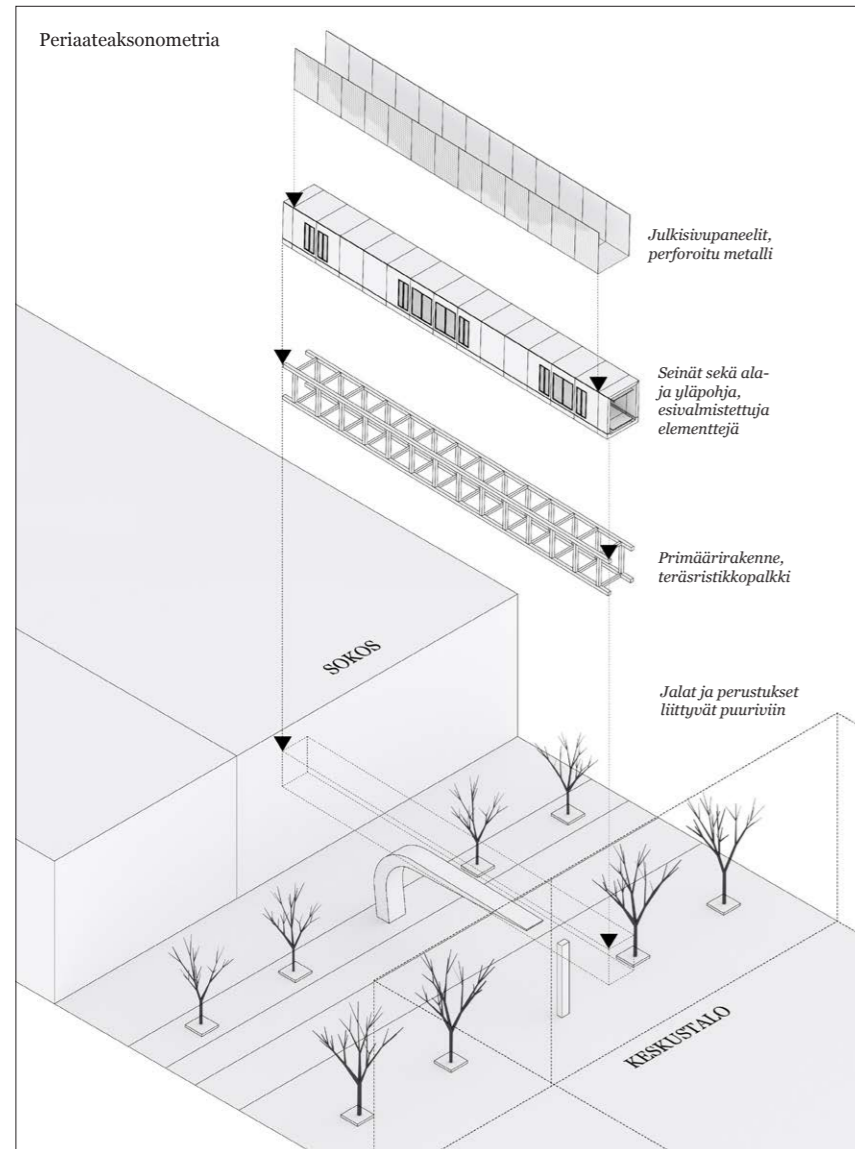 Periaateaksonometria
Julkisivupaneelit,
perforoitu metalli
Seinät sekä ala-
ja yläpohja,
esivalmistettuja
elementtejä
Primäärirakenne,
teräsristikkopalkki
SOKOS
Jalat ja perustukset
liittyvät puuriviin
KESKUSTALO